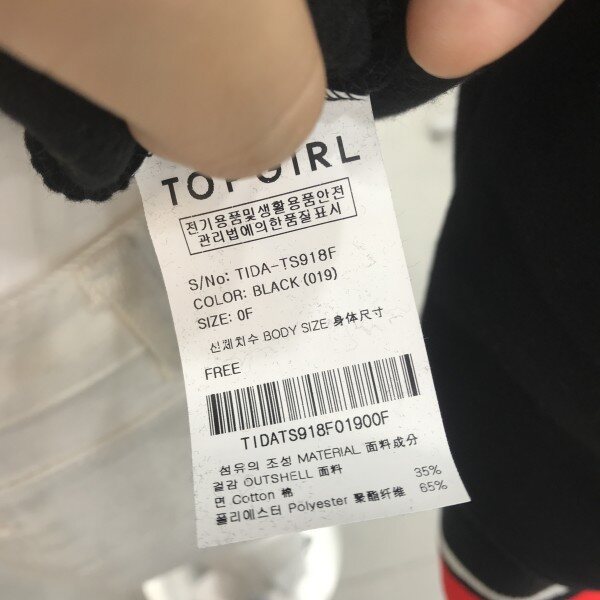 TOPGIRL
전기용품및생활용품안전
관리법에의한품질표시
S/No: TIDA-TS918F
COLOR: BLACK (019)
SIZE: 0F
신체치수 BODY SIZE 身体尺寸
FREE
TIDATS918F01900F
섬유의 조성 MATERIAL 面料成分
겉감 OUTSHELL 面料
면 Cotton 棉 35%
폴리에스터 Polyester 聚酯纤维 65%